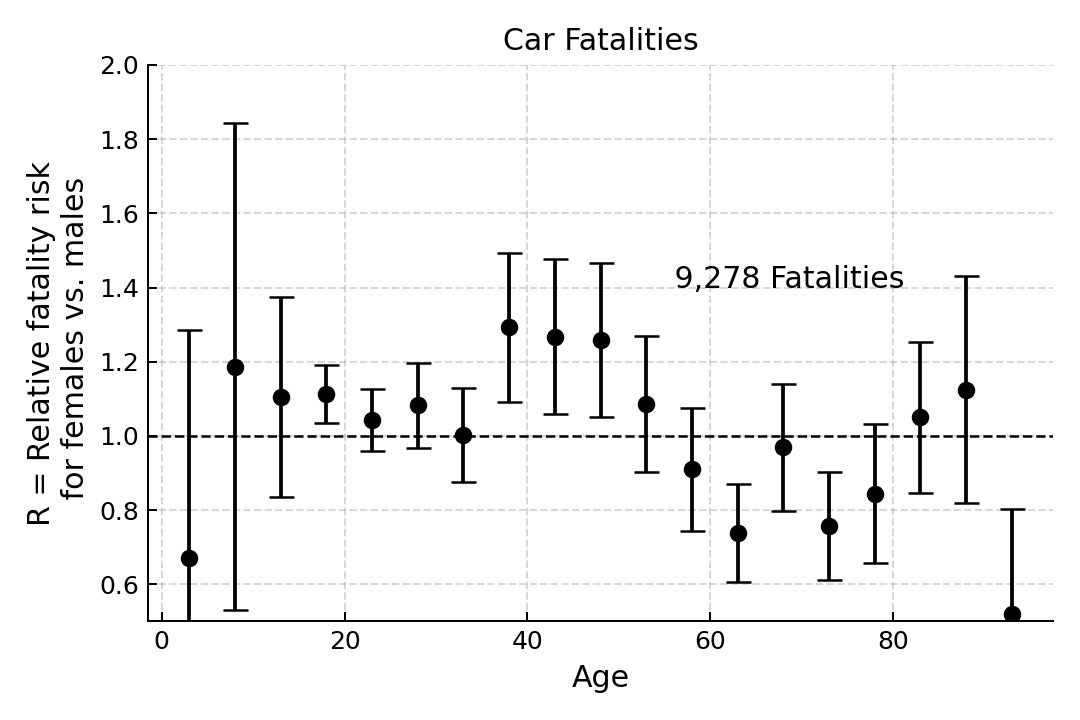 Car Fatalities
R = Relative fatality risk
for females vs. males
2.0
1.8
1.6
1.4
1.2
1.0
0.8
0.6
9,278 Fatalities
0
20
40
60
80
Age